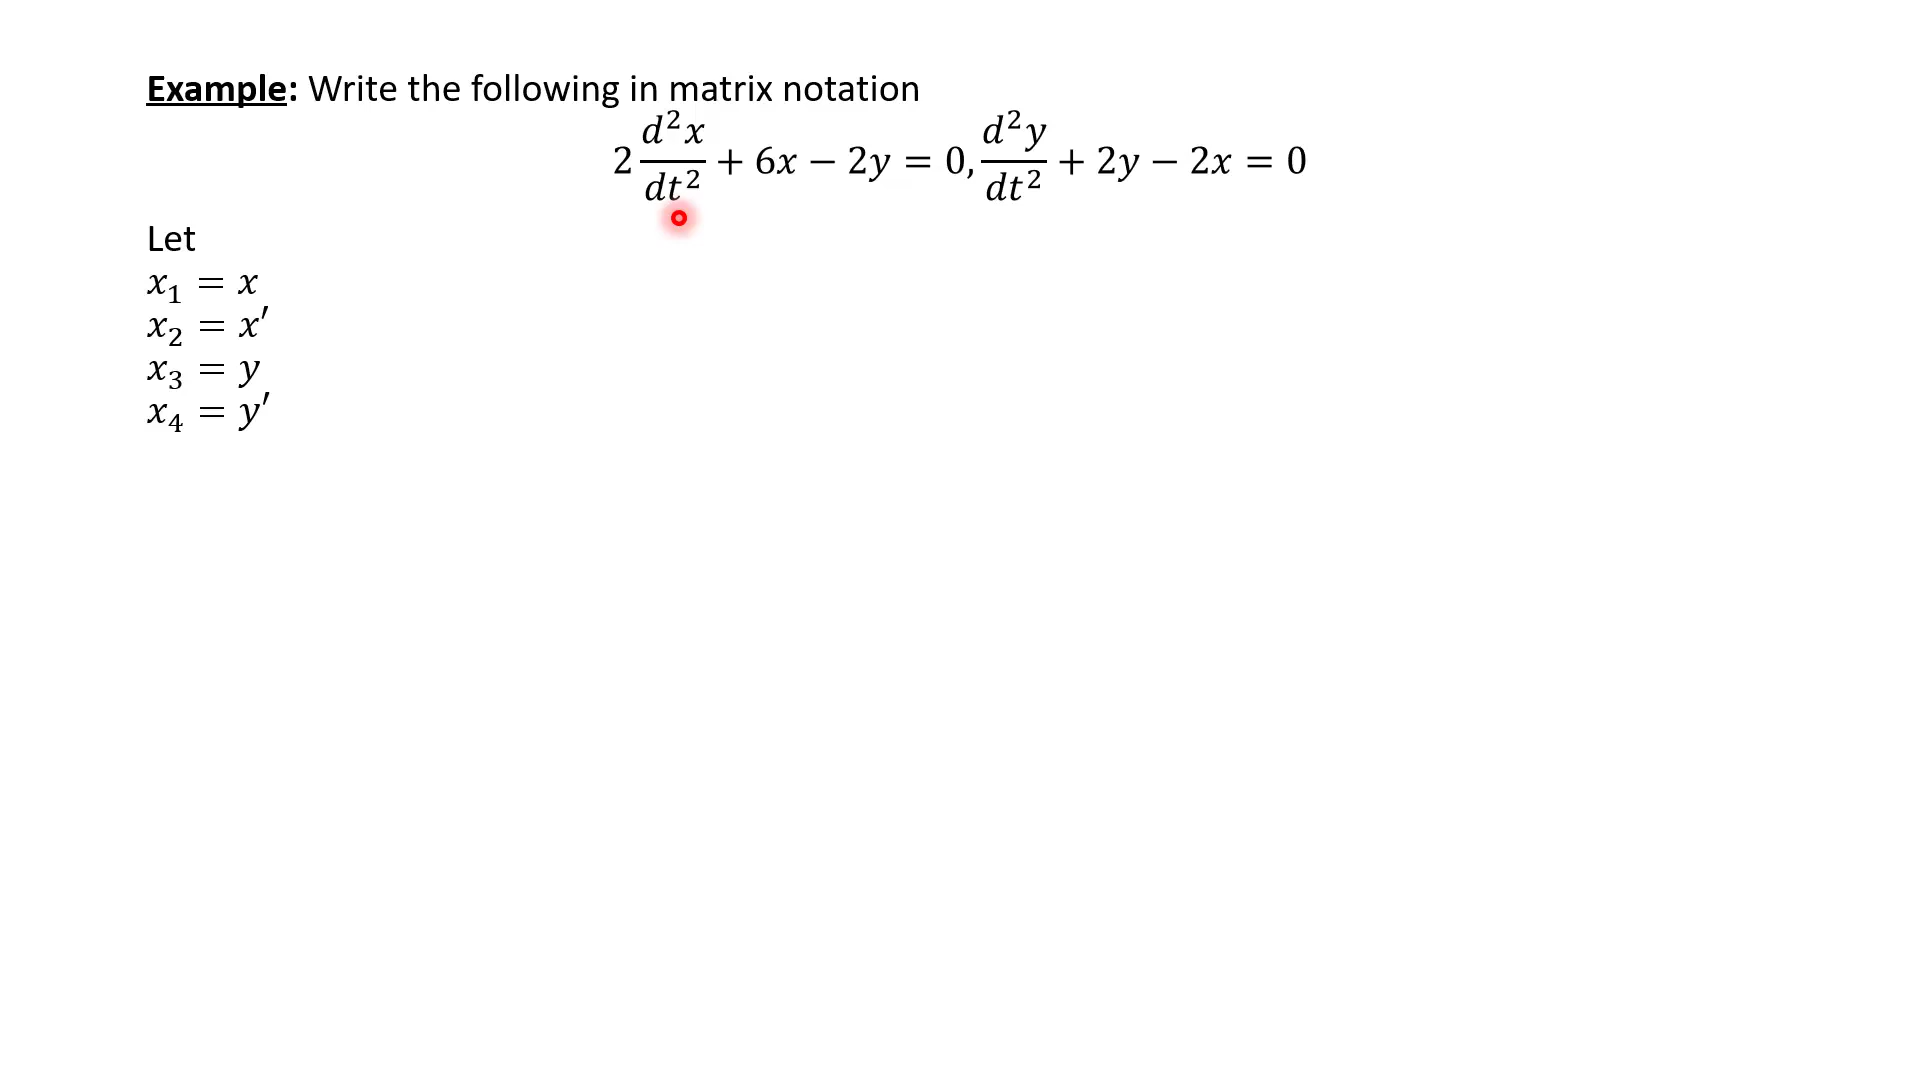 Example: Write the following in matrix notation
2 d²x/dt² + 6x − 2y = 0, d²y/dt² + 2y − 2x = 0
Let
x₁ = x
x₂ = x′
x₃ = y
x₄ = y′